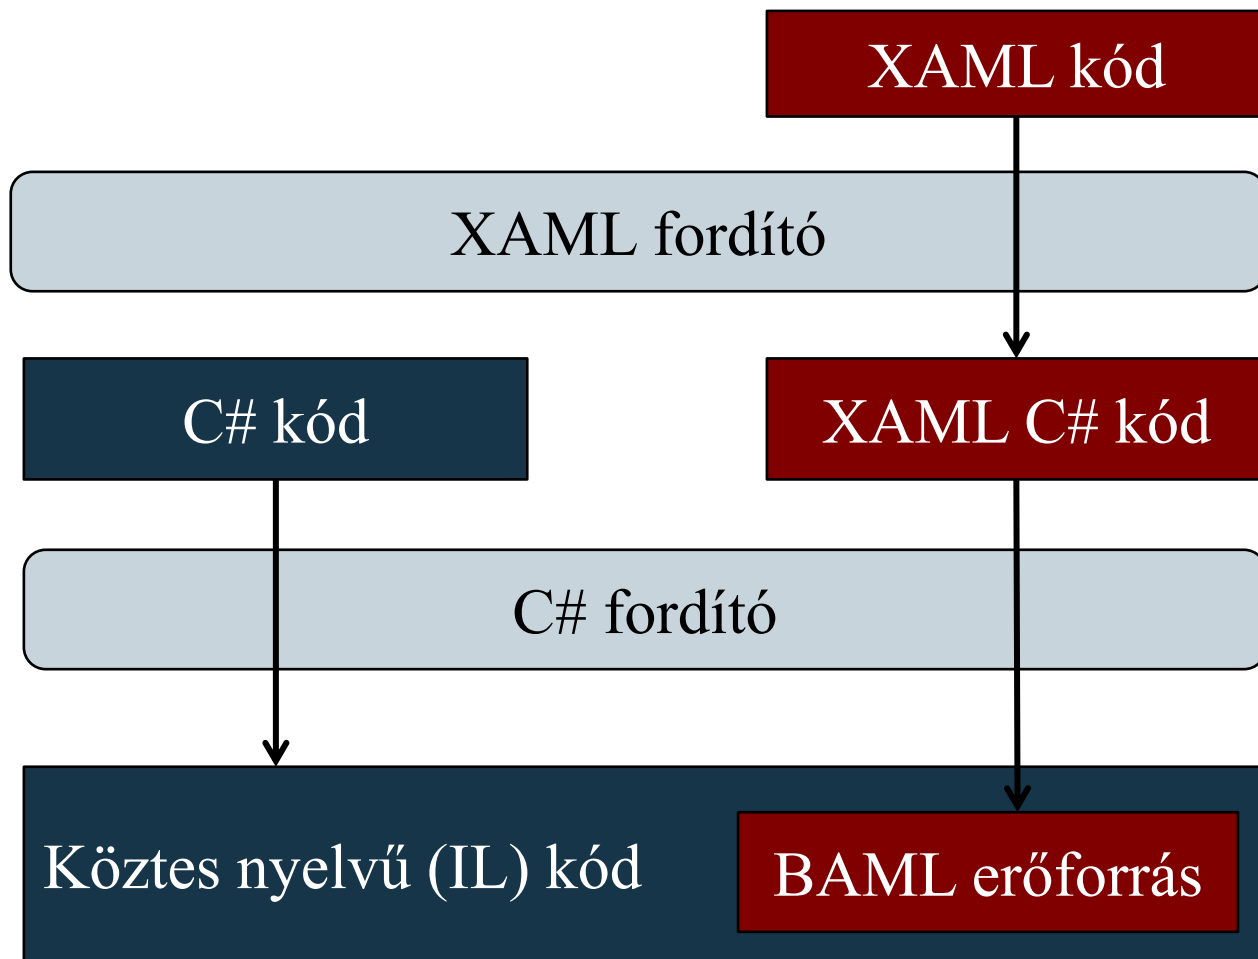 XAML kód
XAML fordító
C# kód
XAML C# kód
C# fordító
Köztes nyelvű (IL) kód
BAML erőforrás